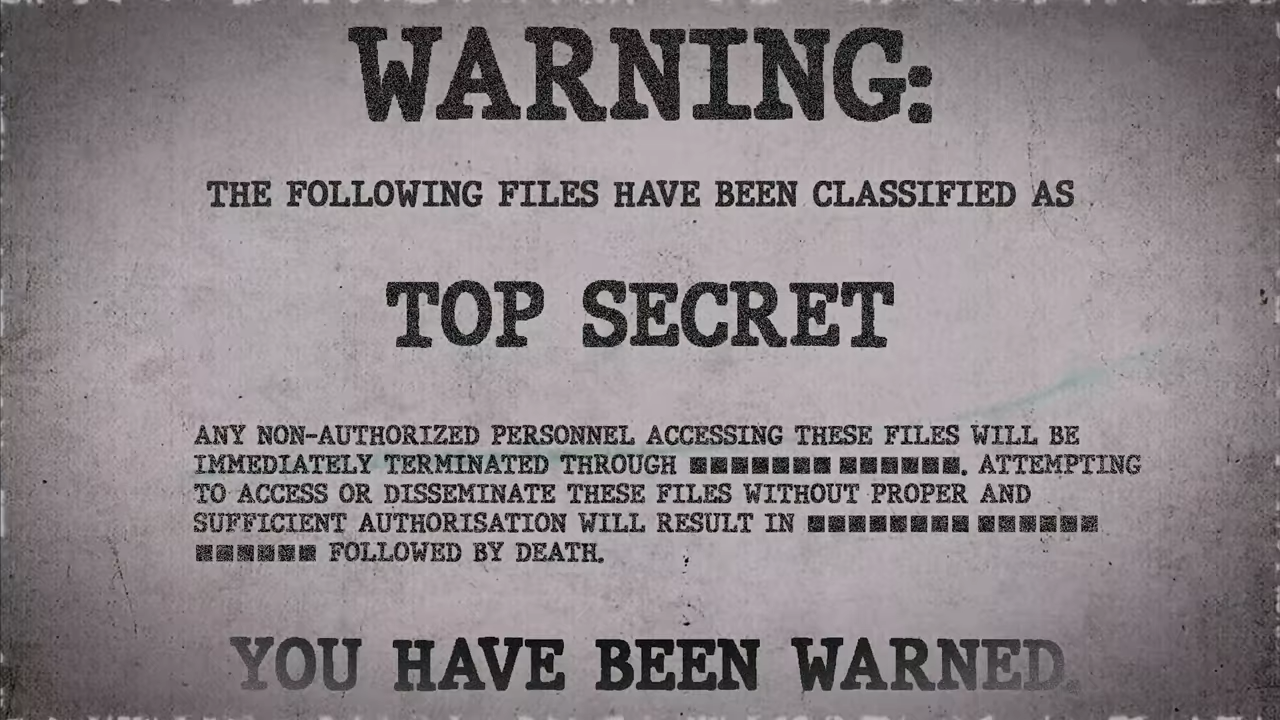 WARNING:
THE FOLLOWING FILES HAVE BEEN CLASSIFIED AS
TOP SECRET
ANY NON-AUTHORIZED PERSONNEL ACCESSING THESE FILES WILL BE
IMMEDIATELY TERMINATED THROUGH ■■■■■■■ ■■■■■■. ATTEMPTING
TO ACCESS OR DISSEMINATE THESE FILES WITHOUT PROPER AND
SUFFICIENT AUTHORISATION WILL RESULT IN ■■■■■■■■ ■■■■■■
■■■■■■ FOLLOWED BY DEATH.
YOU HAVE BEEN WARNED.